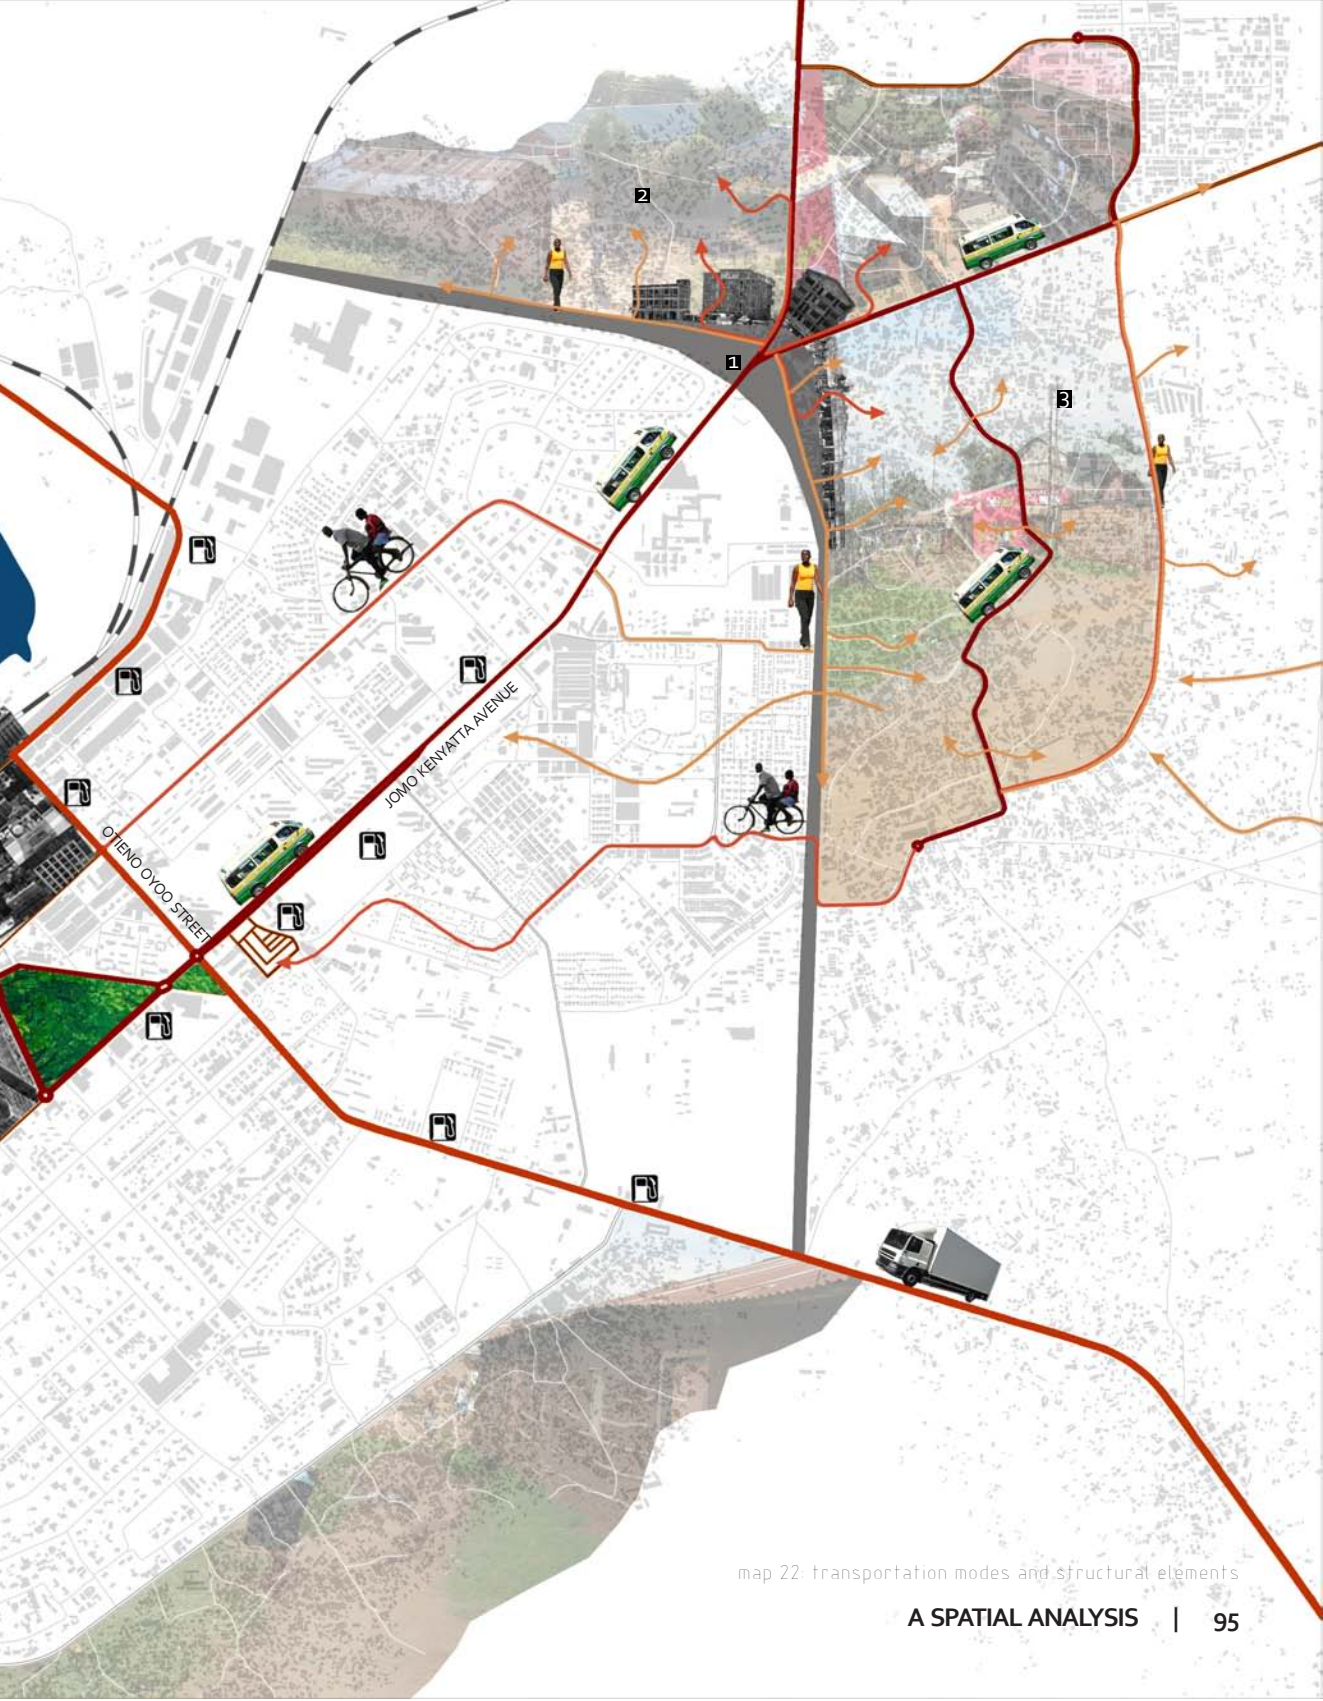 2
1
3
JOMO KENYATTA AVENUE
OTIENO OYOO STREET
map 22: transportation modes and structural elements
A SPATIAL ANALYSIS | 95